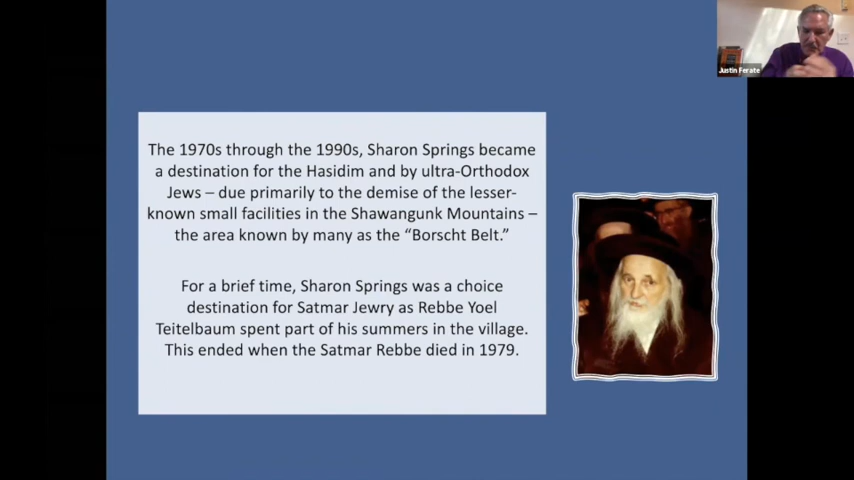 Justin Ferate
The 1970s through the 1990s, Sharon Springs became
a destination for the Hasidim and by ultra-Orthodox
Jews – due primarily to the demise of the lesser-
known small facilities in the Shawangunk Mountains –
the area known by many as the “Borscht Belt.”
For a brief time, Sharon Springs was a choice
destination for Satmar Jewry as Rebbe Yoel
Teitelbaum spent part of his summers in the village.
This ended when the Satmar Rebbe died in 1979.